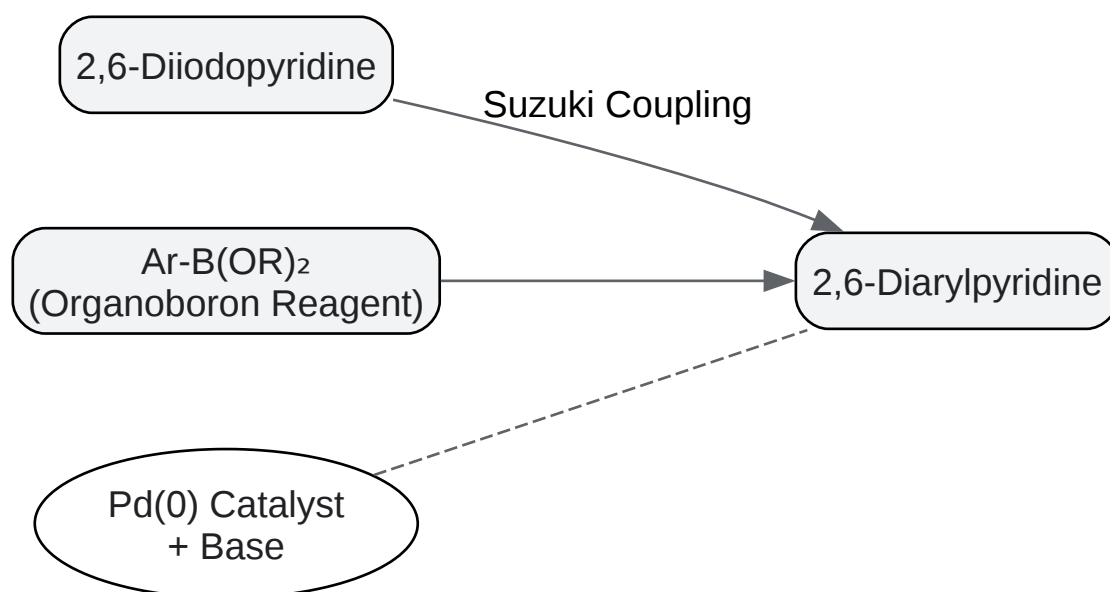 2,6-Diiodopyridine
Suzuki Coupling
Ar-B(OR)₂
(Organoboron Reagent)
2,6-Diarylpyridine
Pd(0) Catalyst
+ Base